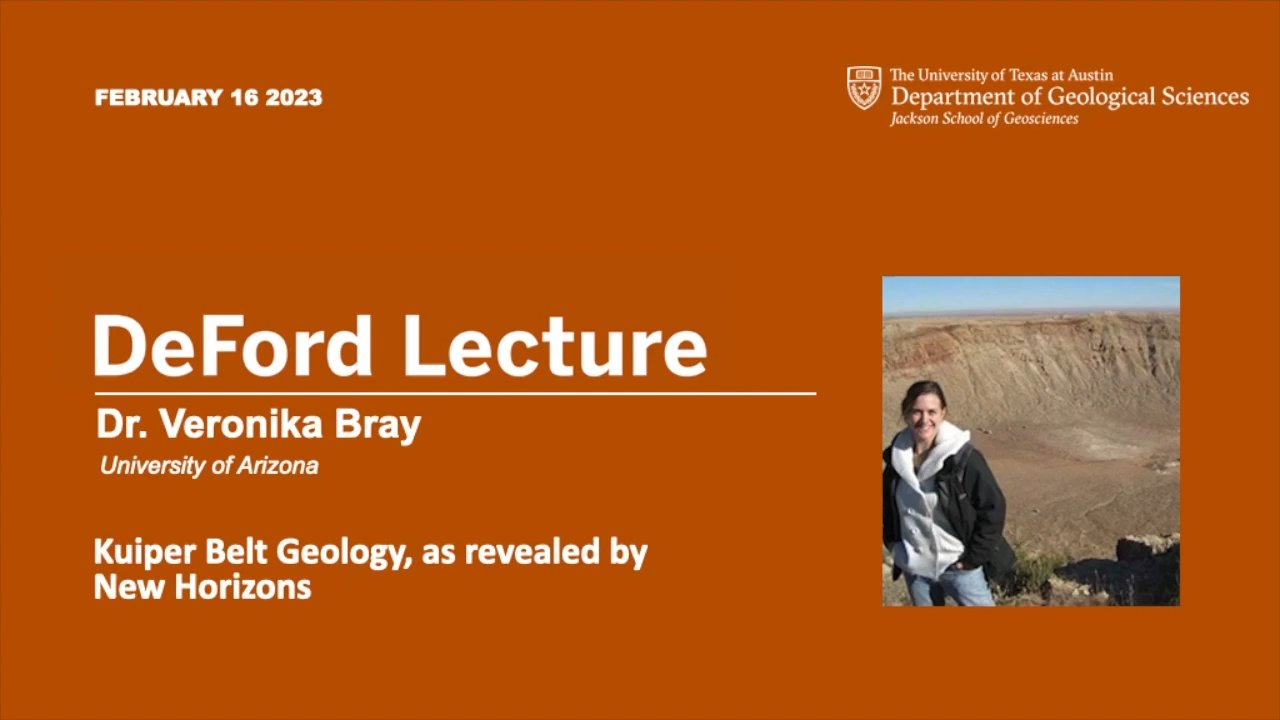 FEBRUARY 16 2023
The University of Texas at Austin
Department of Geological Sciences
Jackson School of Geosciences
DeFord Lecture
Dr. Veronika Bray
University of Arizona
Kuiper Belt Geology, as revealed by
New Horizons